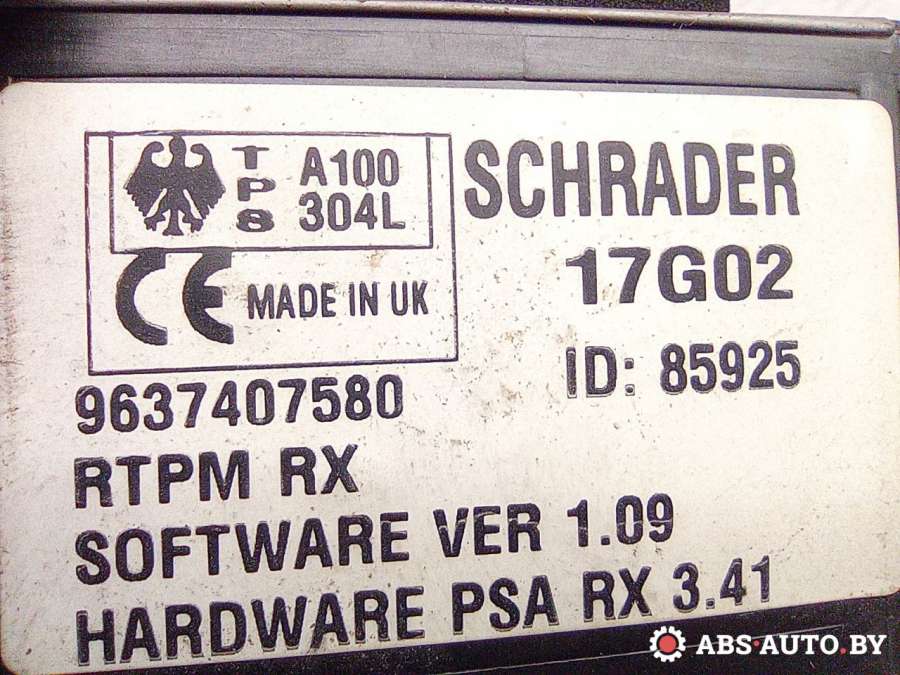 TPS A100
304L
CE MADE IN UK
SCHRADER
17G02
ID: 85925
9637407580
RTPM RX
SOFTWARE VER 1.09
HARDWARE PSA RX 3.41
ABS-AUTO.BY